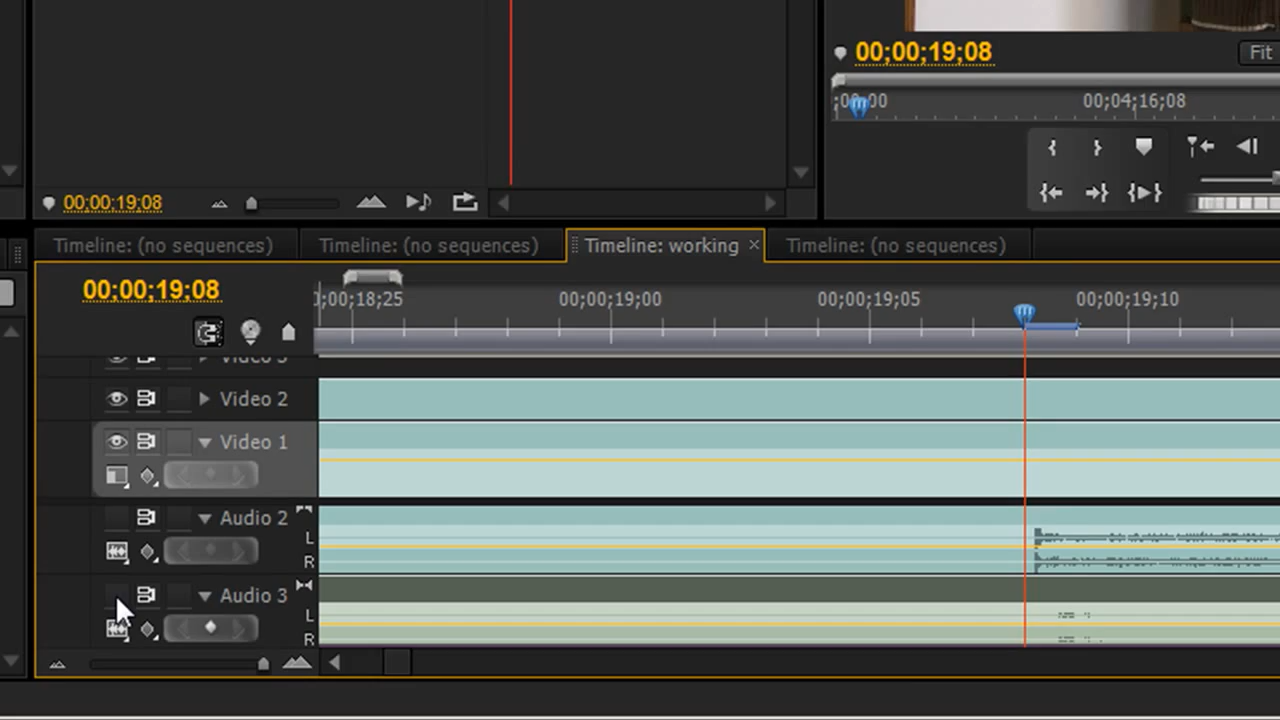 00;00;19;08
Fit
;00;00
00;04;16;08
00;00;19;08
Timeline: (no sequences)
Timeline: (no sequences)
Timeline: working
Timeline: (no sequences)
00;00;19;08
0;00;18;25
00;00;19;00
00;00;19;05
00;00;19;10
Video 3
Video 2
Video 1
Audio 2
L
R
Audio 3
L
R